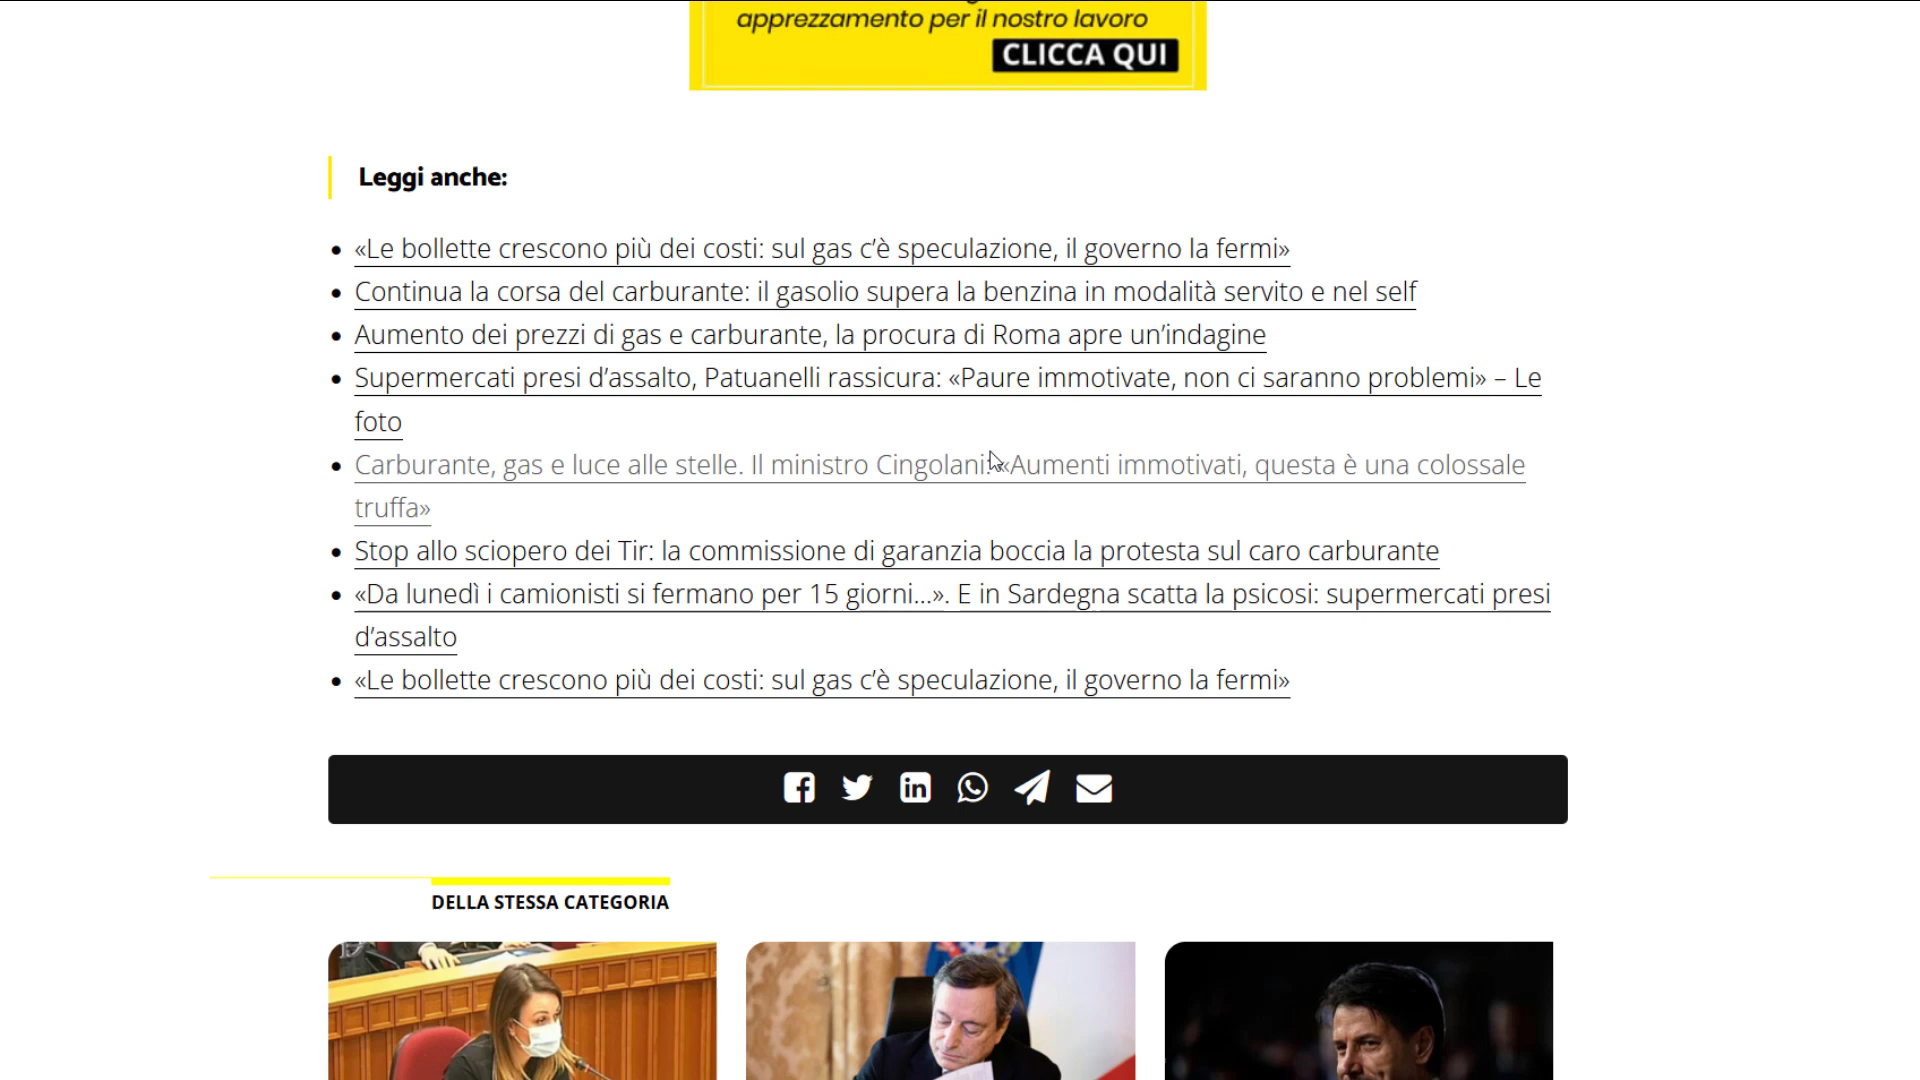 apprezzamento per il nostro lavoro
CLICCA QUI
Leggi anche:
«Le bollette crescono più dei costi: sul gas c’è speculazione, il governo la fermi»
Continua la corsa del carburante: il gasolio supera la benzina in modalità servito e nel self
Aumento dei prezzi di gas e carburante, la procura di Roma apre un’indagine
Supermercati presi d’assalto, Patuanelli rassicura: «Paure immotivate, non ci saranno problemi» – Le
foto
Carburante, gas e luce alle stelle. Il ministro Cingolani: «Aumenti immotivati, questa è una colossale
truffa»
Stop allo sciopero dei Tir: la commissione di garanzia boccia la protesta sul caro carburante
«Da lunedì i camionisti si fermano per 15 giorni…». E in Sardegna scatta la psicosi: supermercati presi
d’assalto
«Le bollette crescono più dei costi: sul gas c’è speculazione, il governo la fermi»
DELLA STESSA CATEGORIA